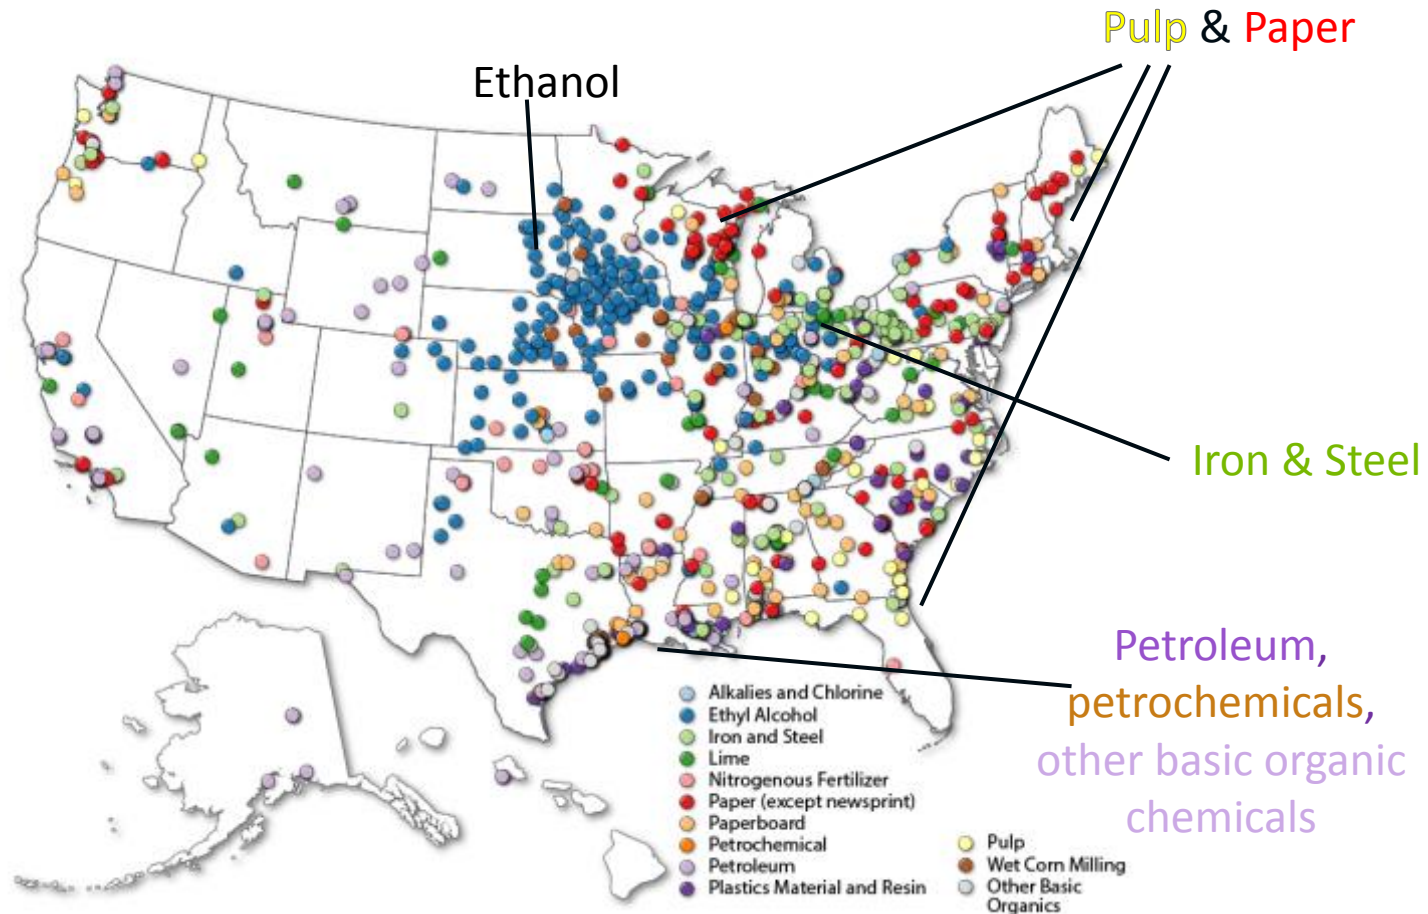 Pulp & Paper
Ethanol
Iron & Steel
Petroleum,
petrochemicals,
other basic organic
chemicals
Alkalies and Chlorine
Ethyl Alcohol
Iron and Steel
Lime
Nitrogenous Fertilizer
Paper (except newsprint)
Paperboard
Petrochemical
Petroleum
Plastics Material and Resin
Pulp
Wet Corn Milling
Other Basic
Organics